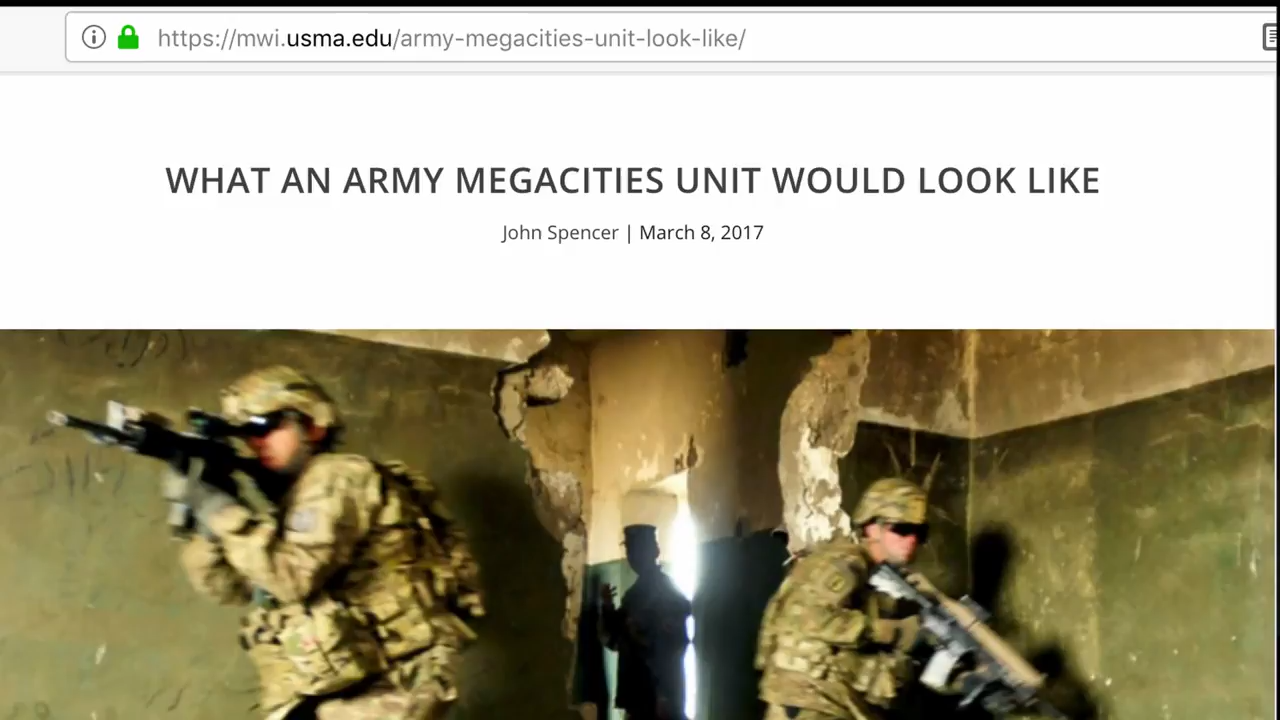 https://mwi.usma.edu/army-megacities-unit-look-like/
WHAT AN ARMY MEGACITIES UNIT WOULD LOOK LIKE
John Spencer | March 8, 2017